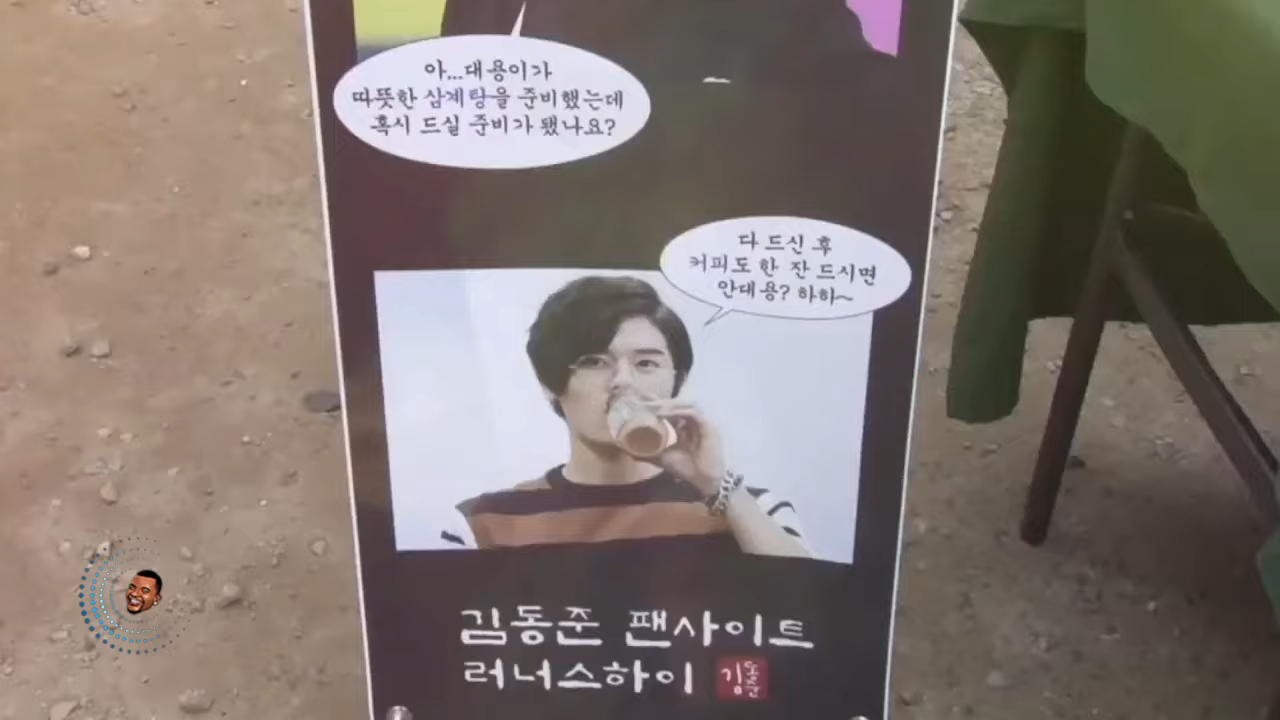 아...대용이가
따뜻한 삼계탕을 준비했는데
혹시 드실 준비가 됐나요?
다 드신 후
커피도 한 잔 드시면
안대용? 하하~
김동준 팬사이트
러너스하이
김동준